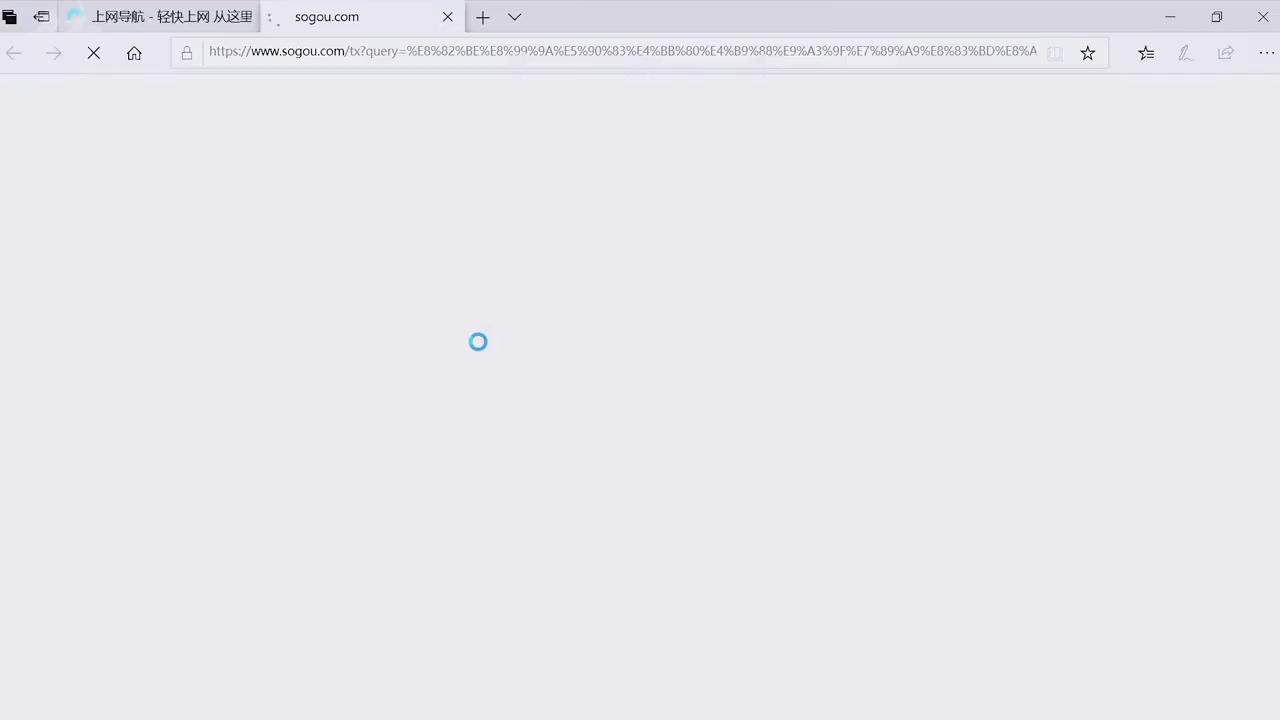 上网导航 - 轻快上网 从这里
sogou.com
https://www.sogou.com/tx?query=%E8%82%BE%E8%99%9A%E5%90%83%E4%BB%80%E4%B9%88%E9%A3%9F%E7%89%A9%E8%83%BD%E8%A